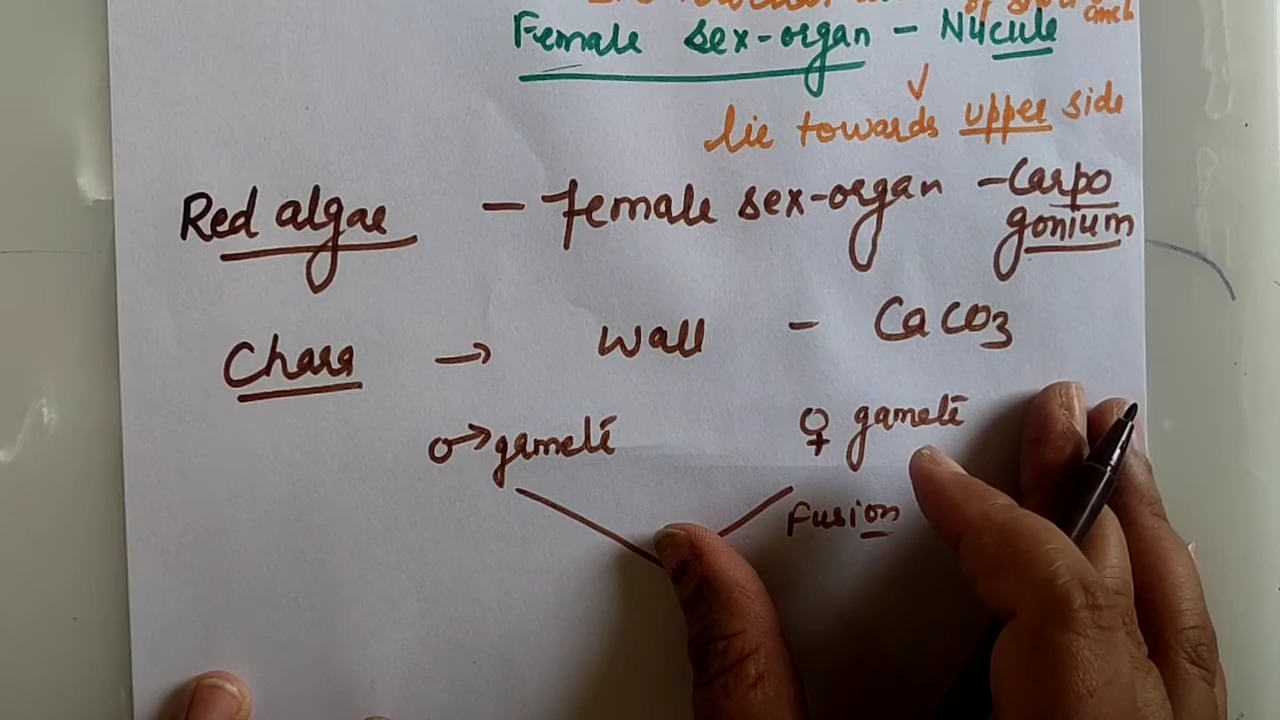 of
Female sex-organ - Nucule
lie towards upper side
Red algae - female sex-organ - Carpo
gonium
Chara → Wall - CaCO3
♂ gamete ♀ gamete
Fusion